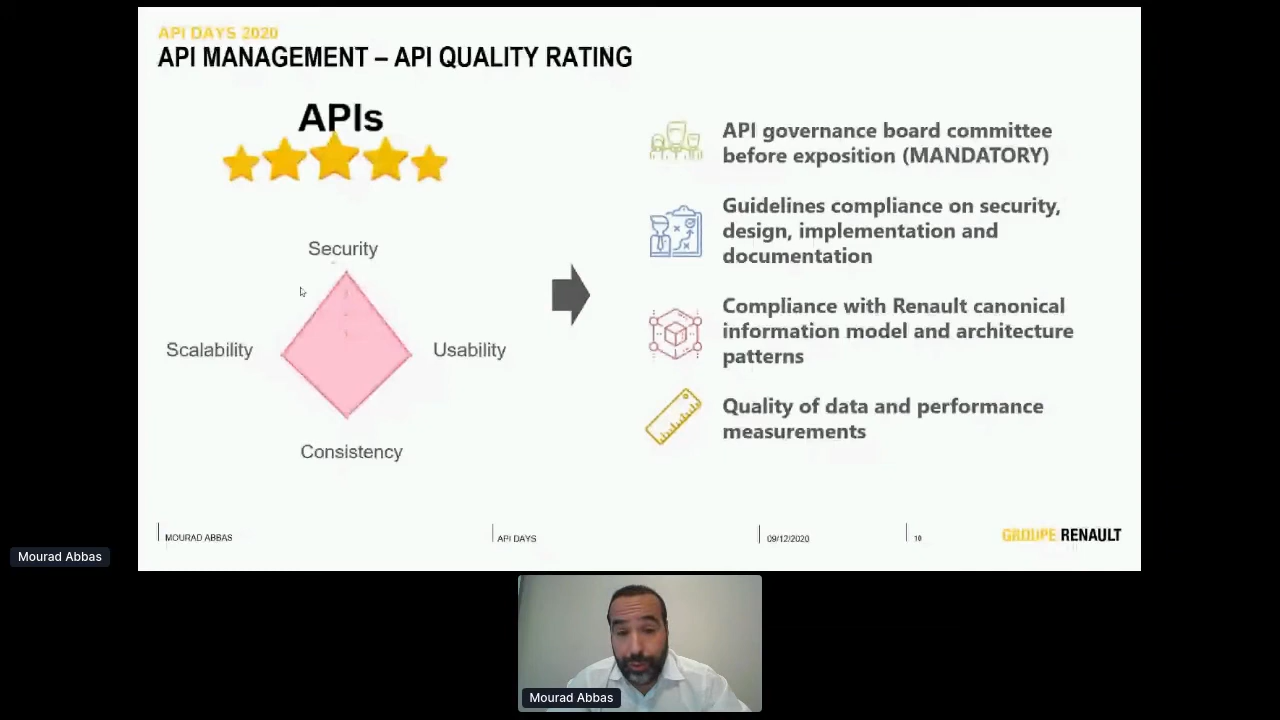 API DAYS 2020
API MANAGEMENT – API QUALITY RATING
APIs
Security
Scalability
Usability
Consistency
API governance board committee
before exposition (MANDATORY)
Guidelines compliance on security,
design, implementation and
documentation
Compliance with Renault canonical
information model and architecture
patterns
Quality of data and performance
measurements
MOURAD ABBAS
API DAYS
09/12/2020
10
GROUPE RENAULT
Mourad Abbas
Mourad Abbas